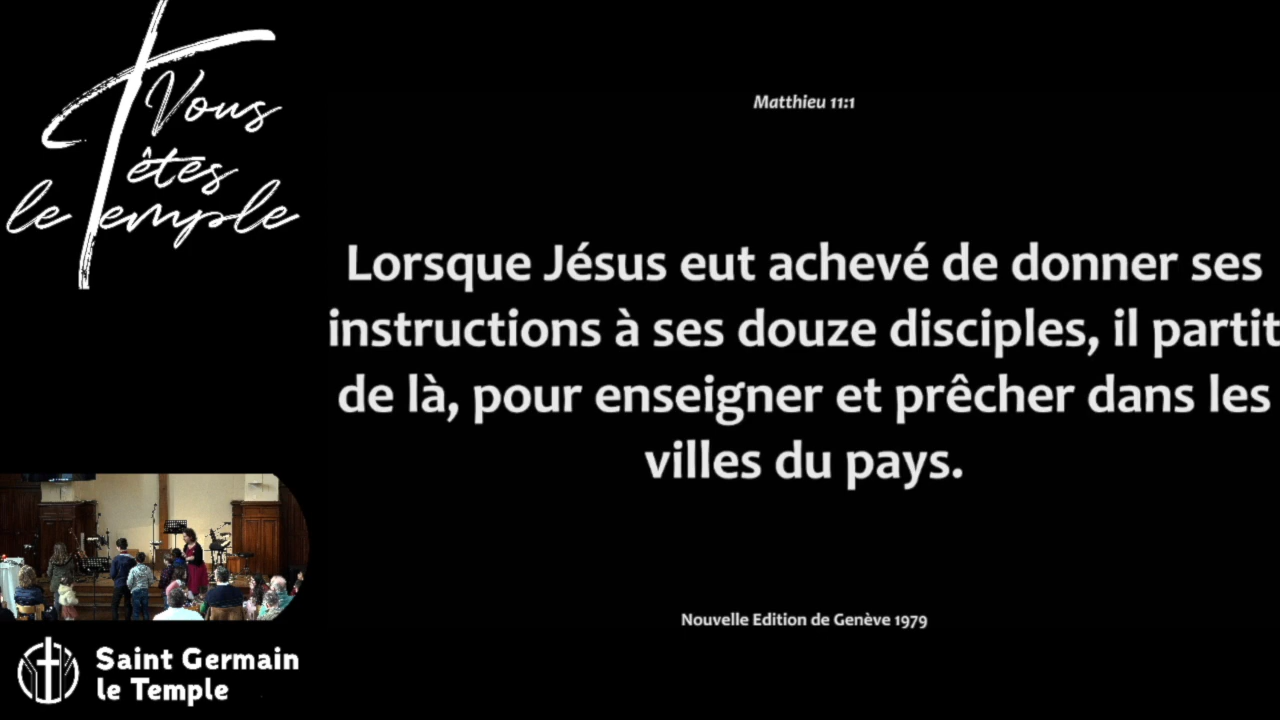 Vous
êtes
le Temple
Matthieu 11:1
Lorsque Jésus eut achevé de donner ses
instructions à ses douze disciples, il partit
de là, pour enseigner et prêcher dans les
villes du pays.
Nouvelle Edition de Genève 1979
Saint Germain
le Temple